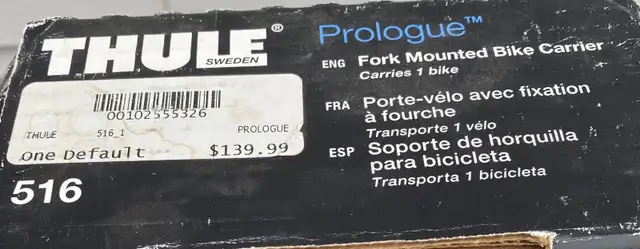 THULE®
SWEDEN
00102555326
THULE 516_1 PROLOGUE
One Default $139.99
516
Prologue™
ENG Fork Mounted Bike Carrier
Carries 1 bike
FRA Porte-vélo avec fixation
à fourche
Transporte 1 vélo
ESP Soporte de horquilla
para bicicleta
Transporta 1 bicicleta